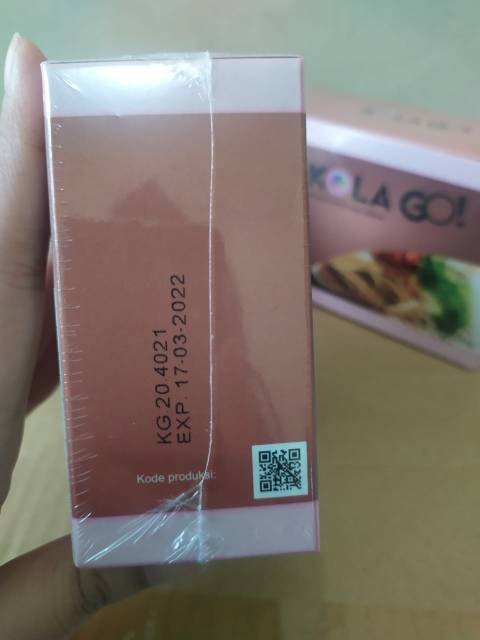 KG 20 4021
EXP. 17-03-2022
Kode produksi:
KOLA GO!